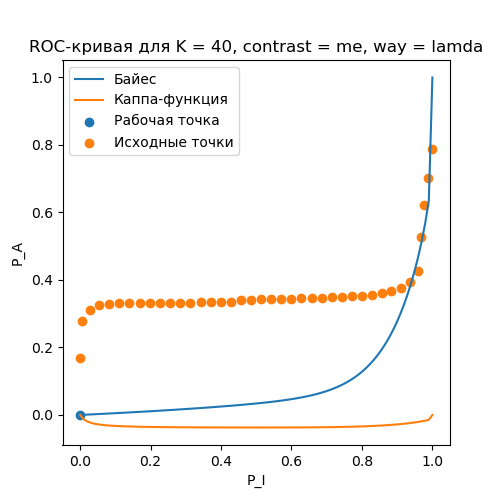 ROC-кривая для K = 40, contrast = me, way = lamda
Байес
Каппа-функция
Рабочая точка
Исходные точки
P_A
1.0
0.8
0.6
0.4
0.2
0.0
0.0 0.2 0.4 0.6 0.8 1.0
P_I